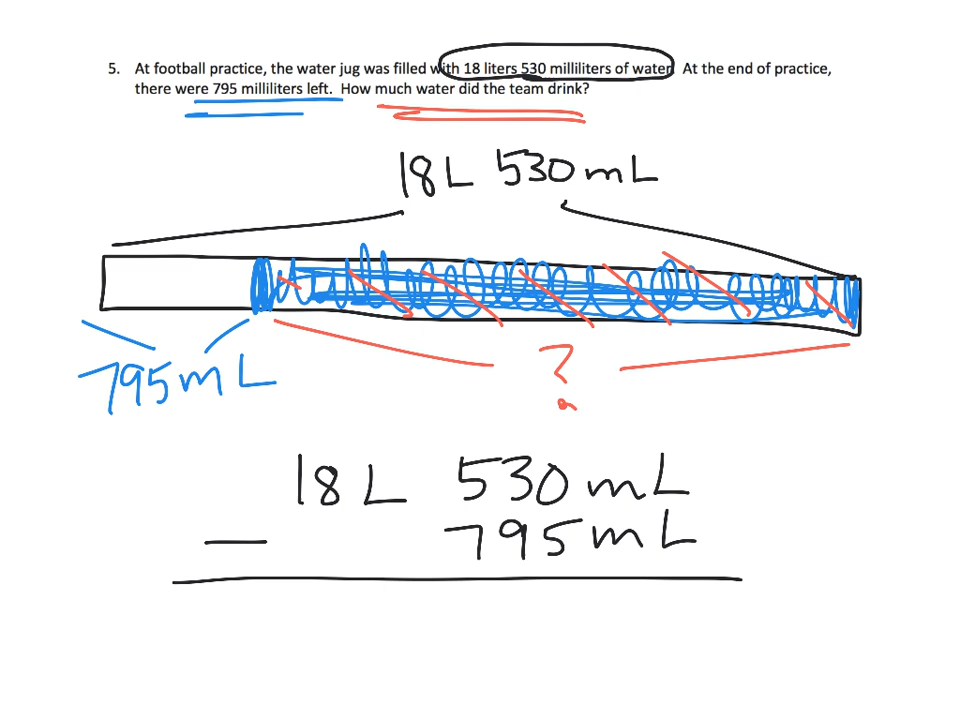 5. At football practice, the water jug was filled with 18 liters 530 milliliters of water. At the end of practice,
there were 795 milliliters left. How much water did the team drink?
18L 530mL
795mL
?
18L 530mL
— 795mL